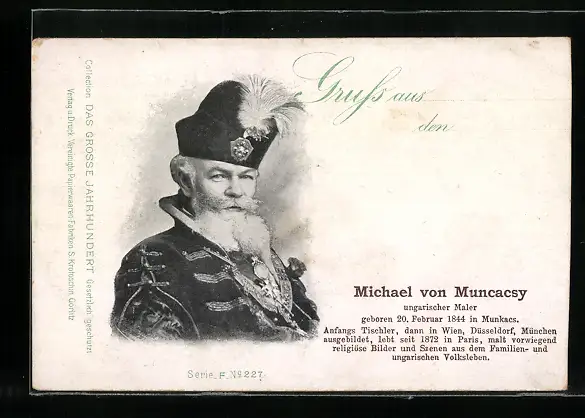 Collection: DAS GROSSE JAHRHUNDERT Gesetzlich geschützt
Verlag u. Druck Vereinigte Papierwaaren Fabriken S. Krotoschin, Görlitz
Gruss aus
den
Michael von Muncacsy
ungarischer Maler
geboren 20. Februar 1844 in Munkacs.
Anfangs Tischler, dann in Wien, Düsseldorf, München
ausgebildet, lebt seit 1872 in Paris, malt vorwiegend
religiöse Bilder und Szenen aus dem Familien- und
ungarischen Volksleben.
Serie F. No 227.